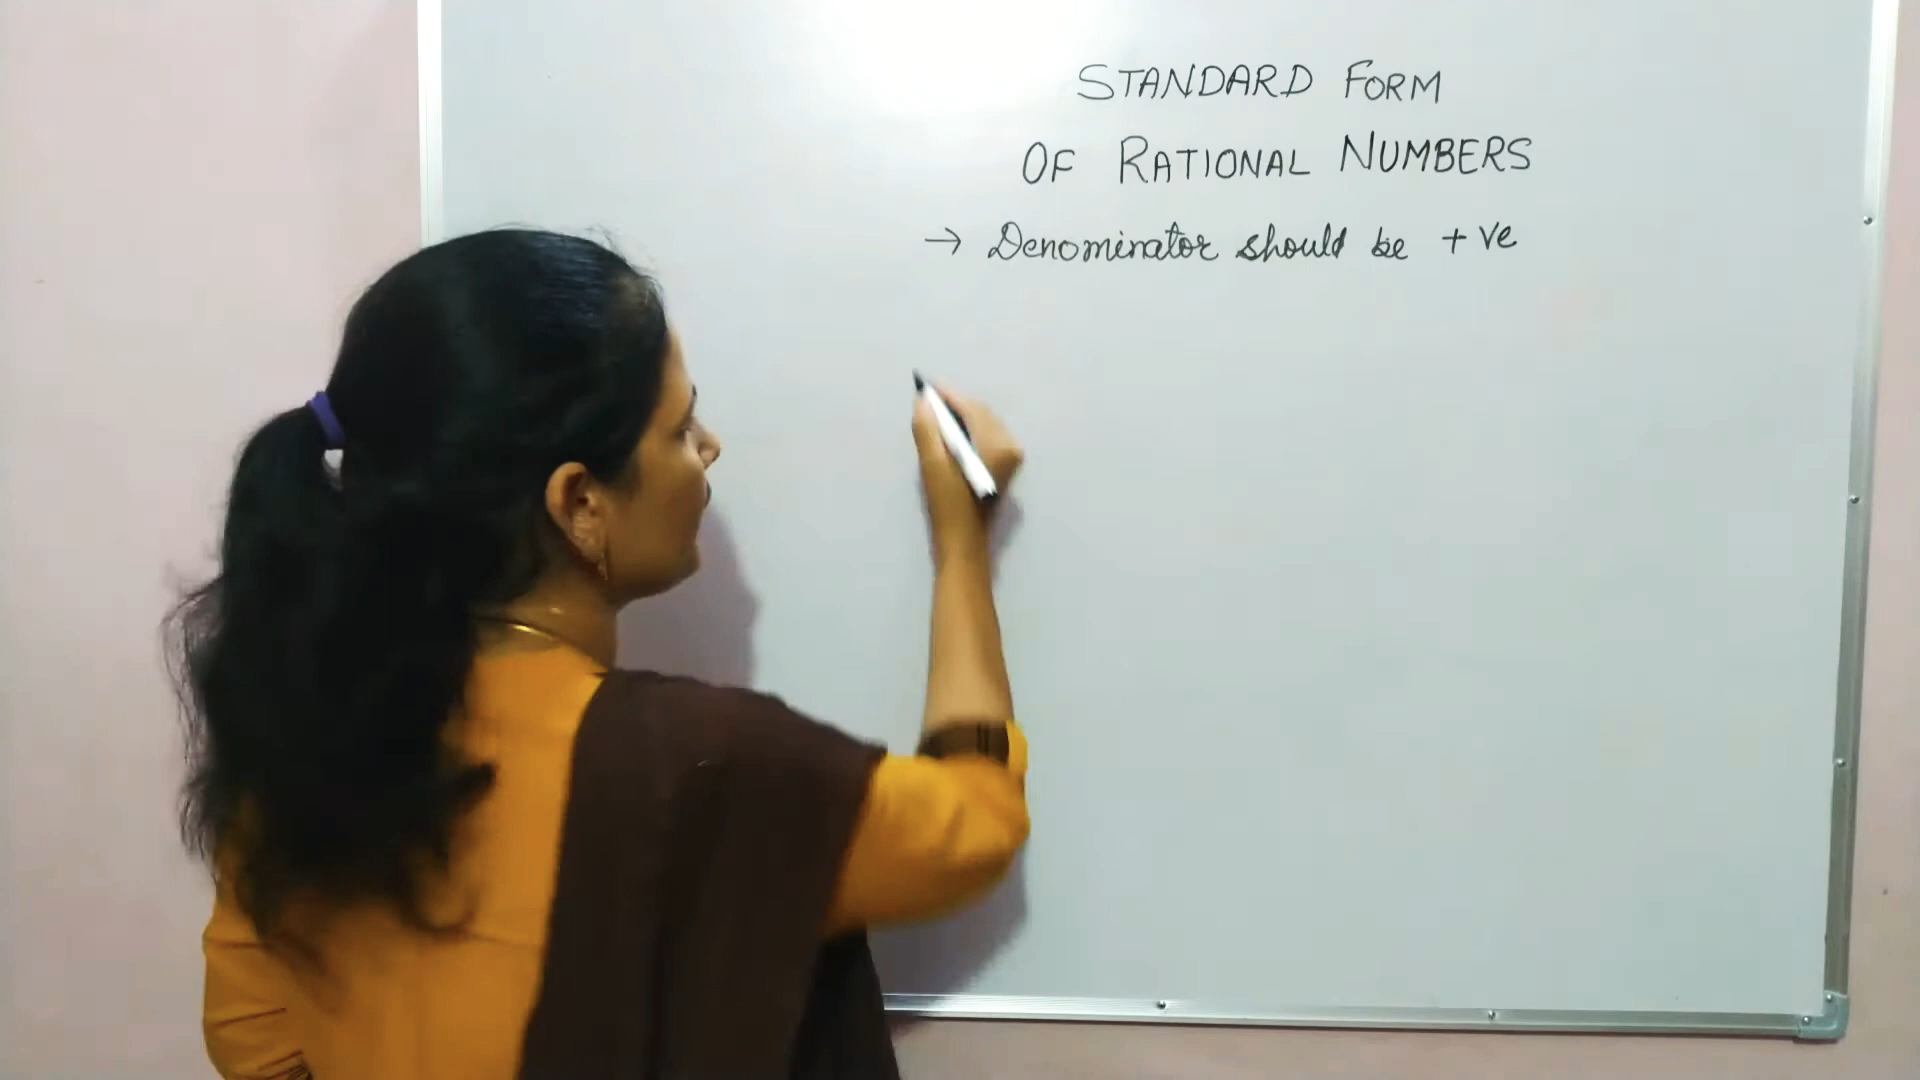 STANDARD FORM
OF RATIONAL NUMBERS
→ Denominator should be +ve